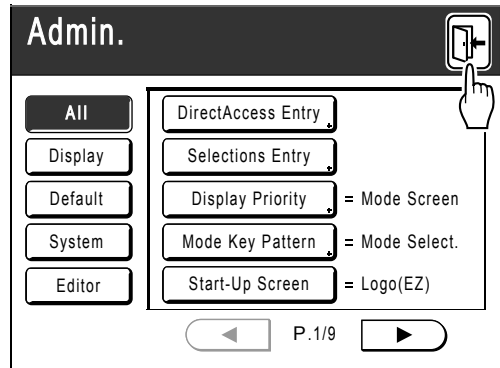 Admin.
All
DirectAccess Entry
Display
Selections Entry
Default
Display Priority = Mode Screen
System
Mode Key Pattern = Mode Select.
Editor
Start-Up Screen = Logo(EZ)
P.1/9